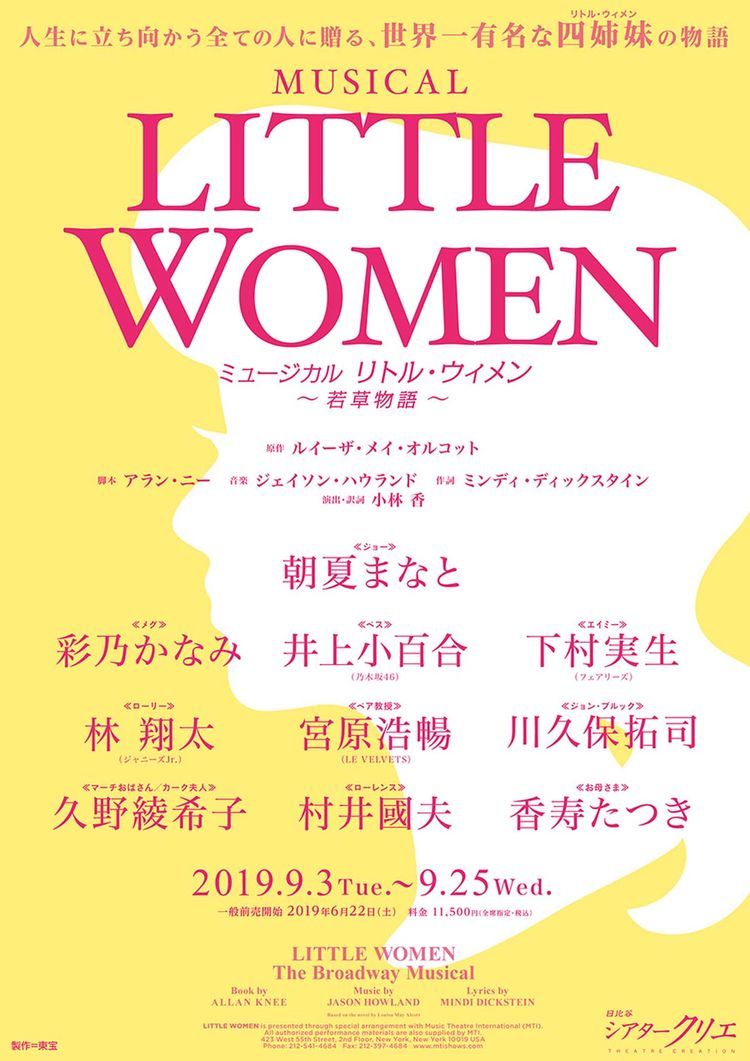 リトル・ウィメン
人生に立ち向かう全ての人に贈る、世界一有名な四姉妹の物語
MUSICAL
LITTLE
WOMEN
ミュージカル リトル・ウィメン
～若草物語～
原作 ルイーザ・メイ・オルコット
脚本 アラン・ニー 音楽 ジェイソン・ハウランド 作詞 ミンディ・ディックスタイン
演出・訳詞 小林 香
≪ジョー≫
朝夏まなと
≪メグ≫ ≪ベス≫ ≪エイミー≫
彩乃かなみ 井上小百合 下村実生
(乃木坂46) (フェアリーズ)
≪ローリー≫ ≪ベア教授≫ ≪ジョン・ブルック≫
林 翔太 宮原浩暢 川久保拓司
(ジャニーズJr.) (LE VELVETS)
≪マーチおばさん／カーク夫人≫ ≪ローレンス≫ ≪お母さま≫
久野綾希子 村井國夫 香寿たつき
2019.9.3Tue.～9.25Wed.
一般前売開始 2019年6月22日(土) 料金 11,500円(全席指定・税込)
LITTLE WOMEN
The Broadway Musical
Book by Music by Lyrics by
ALLAN KNEE JASON HOWLAND MINDI DICKSTEIN
Based on the novel by Louisa May Alcott
LITTLE WOMEN is presented through special arrangement with Music Theatre International (MTI).
All authorized performance materials are also supplied by MTI.
423 West 55th Street, 2nd Floor, New York, New York 10019 USA
Phone: 212-541-4684 Fax: 212-397-4684 www.mtishows.com
製作=東宝
日比谷
シアタークリエ
THEATRE CREATION